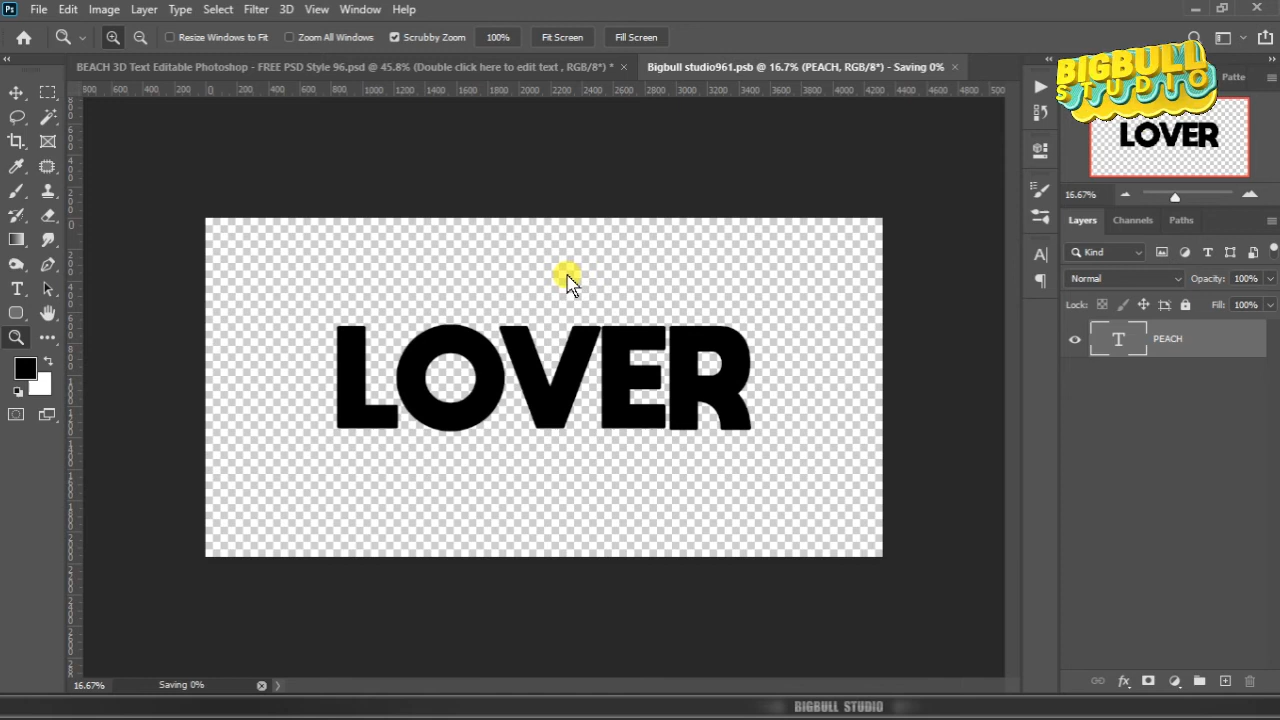 File Edit Image Layer Type Select Filter 3D View Window Help
Resize Windows to Fit Zoom All Windows Scrubby Zoom 100% Fit Screen Fill Screen
BEACH 3D Text Editable Photoshop - FREE PSD Style 96.psd @ 45.8% (Double click here to edit text , RGB/8*) * ×
Bigbull studio961.psb @ 16.7% (PEACH, RGB/8*) - Saving 0% ×
BIGBULL
STUDIO
Patte
LOVER
16.67%
Layers Channels Paths
Kind
Normal Opacity: 100%
Lock: Fill: 100%
T PEACH
LOVER
16.67% Saving 0%
BIGBULL STUDIO